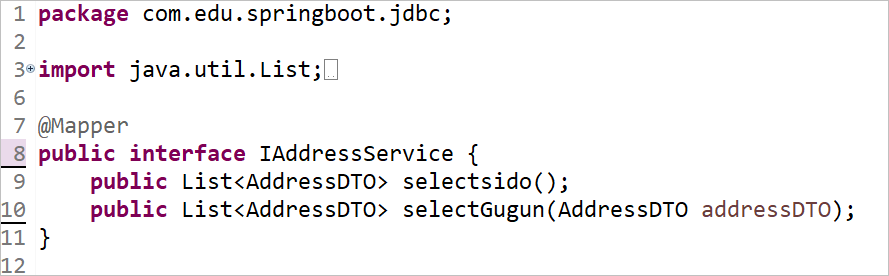 1 package com.edu.springboot.jdbc;
2
3 import java.util.List;
6
7 @Mapper
8 public interface IAddressService {
9 public List<AddressDTO> selectsido();
10 public List<AddressDTO> selectGugun(AddressDTO addressDTO);
11 }
12